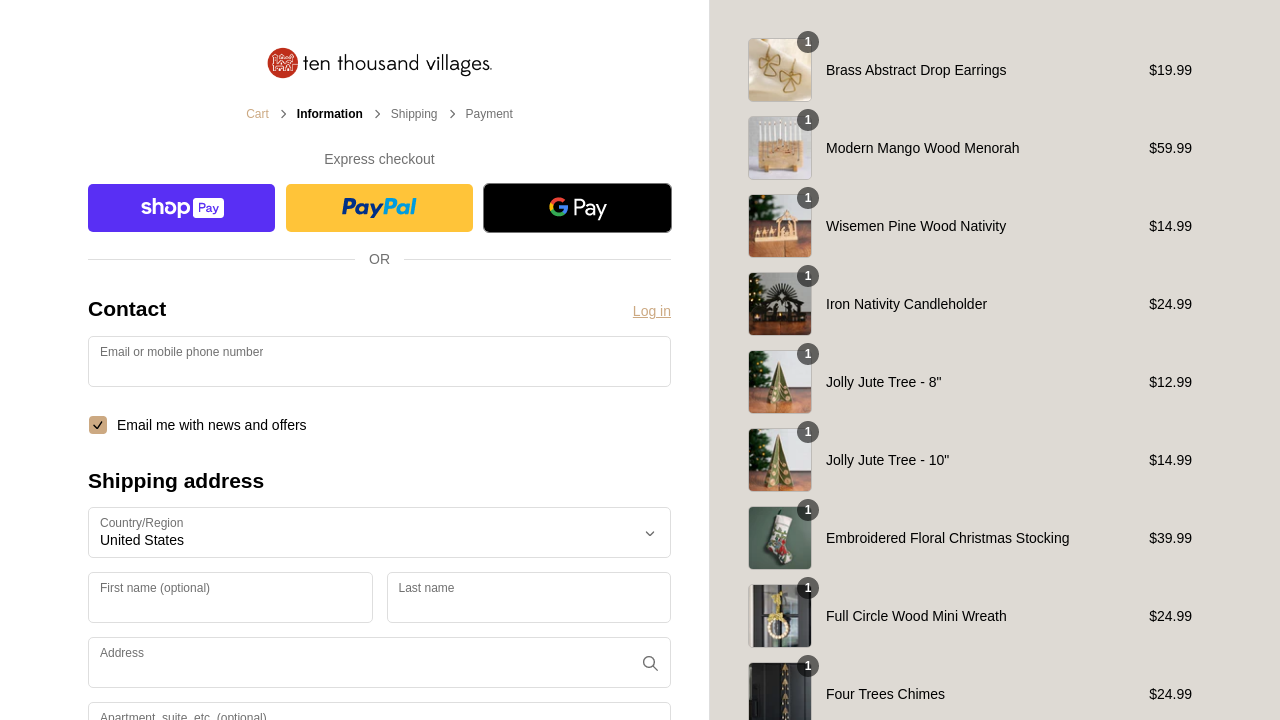 ten thousand villages.
Cart > Information > Shipping > Payment
Express checkout
shop Pay
PayPal
G Pay
OR
Contact
Log in
Email or mobile phone number
Email me with news and offers
Shipping address
Country/Region
United States
First name (optional)
Last name
Address
Apartment, suite, etc. (optional)
1
Brass Abstract Drop Earrings $19.99
1
Modern Mango Wood Menorah $59.99
1
Wisemen Pine Wood Nativity $14.99
1
Iron Nativity Candleholder $24.99
1
Jolly Jute Tree - 8" $12.99
1
Jolly Jute Tree - 10" $14.99
1
Embroidered Floral Christmas Stocking $39.99
1
Full Circle Wood Mini Wreath $24.99
1
Four Trees Chimes $24.99